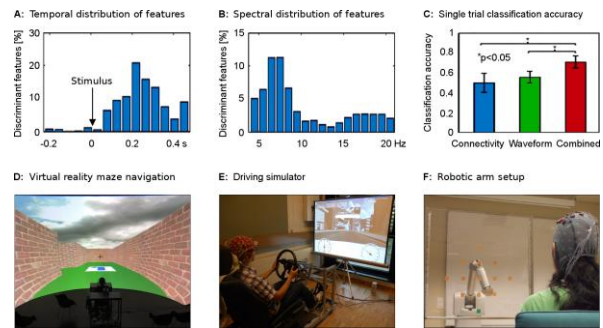 A: Temporal distribution of features
B: Spectral distribution of features
C: Single trial classification accuracy
Discriminant features [%]
30
20
10
0
Stimulus
-0.2
0
0.2
0.4 s
Discriminant features [%]
15
10
5
0
5
10
15
20 Hz
Classification accuracy
1
0.8
0.6
0.4
0.2
0
*p<0.05
*
*
Connectivity
Waveform
Combined
D: Virtual reality maze navigation
E: Driving simulator
F: Robotic arm setup